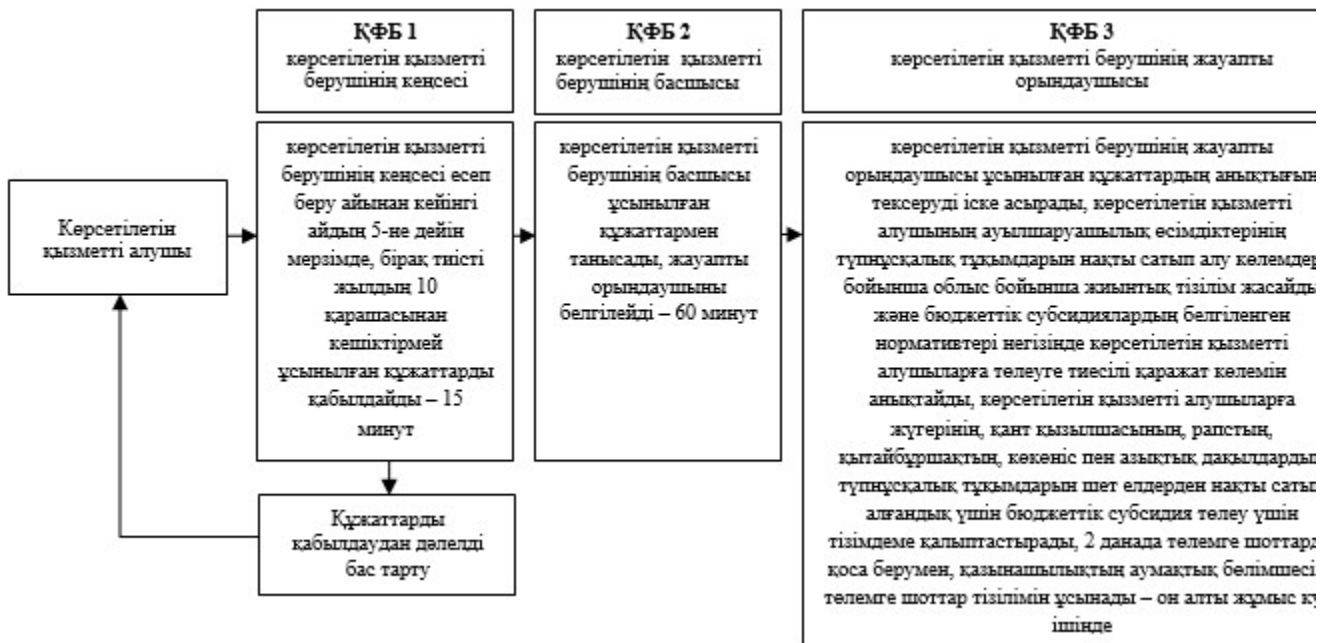 ҚФБ 1
көрсетілетін қызметті
берушінің кеңсесі
ҚФБ 2
көрсетілетін қызметті
берушінің басшысы
ҚФБ 3
көрсетілетін қызметті берушінің жауапты
орындаушысы
Көрсетілетін
қызметті алушы
көрсетілетін қызметті
берушінің кеңсесі есеп
беру айынан кейінгі
айдың 5-не дейін
мерзімде, бірақ тиісті
жылдың 10
қарашасынан
кешіктірмей
ұсынылған құжаттарды
қабылдайды – 15
минут
көрсетілетін қызметті
берушінің басшысы
ұсынылған
құжаттармен
танысады, жауапты
орындаушыны
белгілейді – 60 минут
көрсетілетін қызметті берушінің жауапты
орындаушысы ұсынылған құжаттардың анықтығын
тексеруді іске асырады, көрсетілетін қызметті
алушының ауылшаруашылық өсімдіктерінің
түпнұсқалық тұқымдарын нақты сатып алу
бойынша облыс бойынша жиынтық тізілім
және бюджеттік субсидиялардың белгіленген
нормативтері негізінде көрсетілетін қызметті
алушыларға төлеуге тиесілі қаражат көлемін
анықтайды, көрсетілетін қызметті алушыларға
жүгерінің, қант қызылшасының, рапстың,
қытайбұршақтың, көкөніс пен азықтық
түпнұсқалық тұқымдарын шет елдерден нақты
алғандық үшін бюджеттік субсидия төлеу үшін
тізімдеме қалыптастырады, 2 данада төлемге
қоса берумен, қазынашылықтың аумақтық
төлемге шоттар тізілімін ұсынады – он алты жұмыс
ішінде
Құжаттарды
қабылдаудан дәлелді
бас тарту